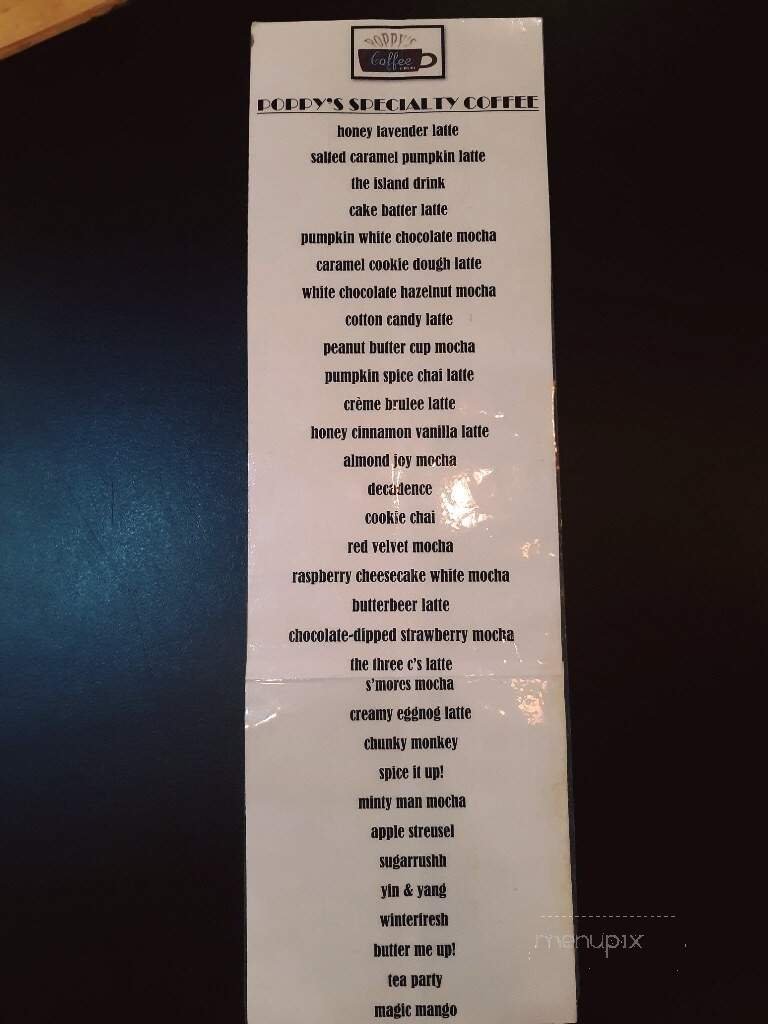 POPPY'S
Coffee
POPPY'S SPECIALTY COFFEE
honey lavender latte
salted caramel pumpkin latte
the island drink
cake batter latte
pumpkin white chocolate mocha
caramel cookie dough latte
white chocolate hazelnut mocha
cotton candy latte
peanut butter cup mocha
pumpkin spice chai latte
crème brulee latte
honey cinnamon vanilla latte
almond joy mocha
decadence
cookie chai
red velvet mocha
raspberry cheesecake white mocha
butterbeer latte
chocolate-dipped strawberry mocha
the three c's latte
s'mores mocha
creamy eggnog latte
chunky monkey
spice it up!
minty man mocha
apple streusel
sugarrushh
yin & yang
winterfresh
butter me up!
tea party
magic mango
menupix